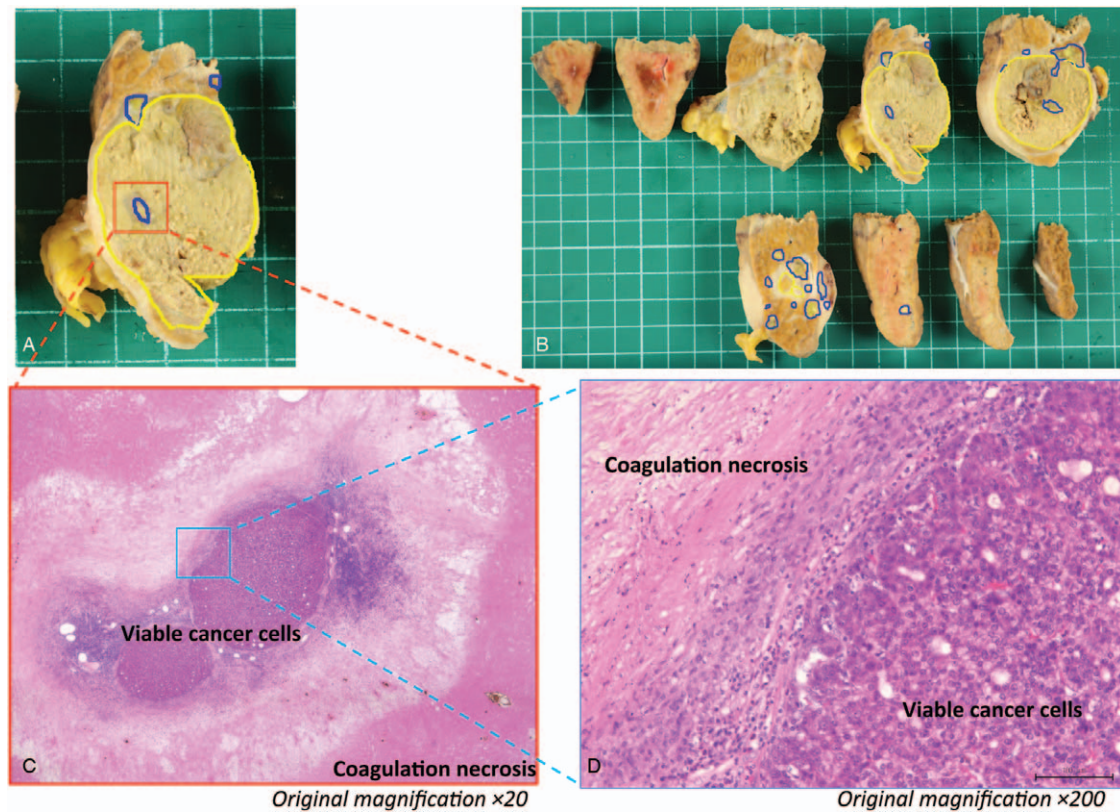 A
B
Coagulation necrosis
Viable cancer cells
Viable cancer cells
C
Coagulation necrosis
D
Original magnification ×20
Original magnification ×200